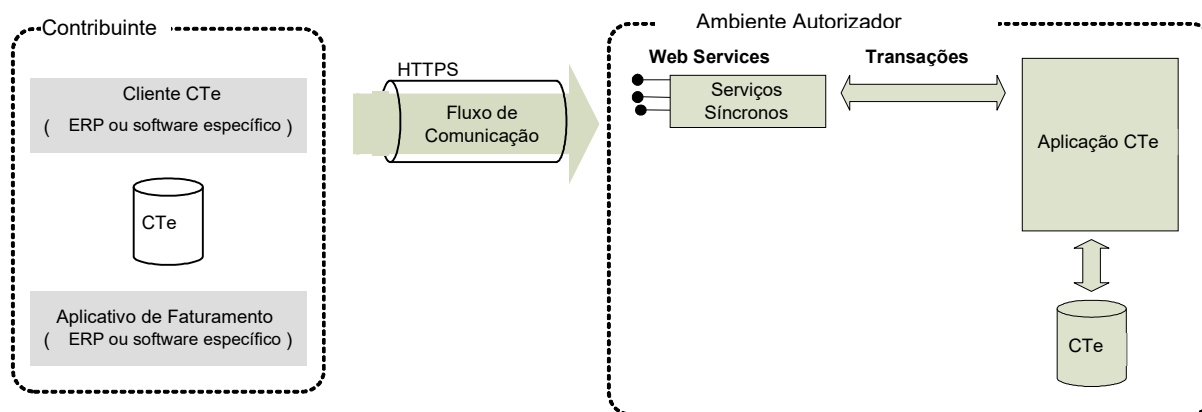 Contribuinte
Cliente CTe
( ERP ou software específico )
CTe
Aplicativo de Faturamento
( ERP ou software específico )
HTTPS
Fluxo de
Comunicação
Ambiente Autorizador
Web Services
Serviços
Síncronos
Transações
Aplicação CTe
CTe